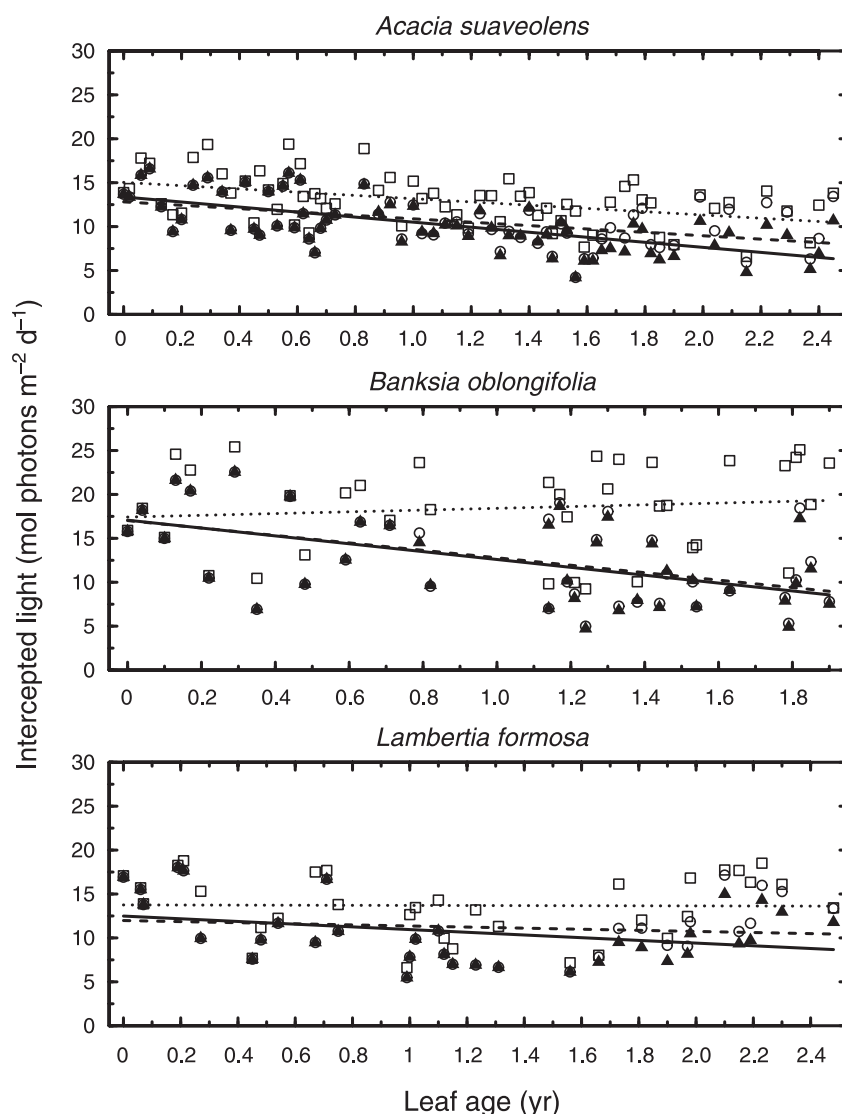 Acacia suaveolens
30
25
20
15
10
5
0
0 0.2 0.4 0.6 0.8 1.0 1.2 1.4 1.6 1.8 2.0 2.2 2.4
Banksia oblongifolia
30
25
20
15
10
5
0
0 0.2 0.4 0.6 0.8 1.0 1.2 1.4 1.6 1.8
Lambertia formosa
30
25
20
15
10
5
0
0 0.2 0.4 0.6 0.8 1 1.2 1.4 1.6 1.8 2.0 2.2 2.4
Intercepted light (mol photons m⁻² d⁻¹)
Leaf age (yr)